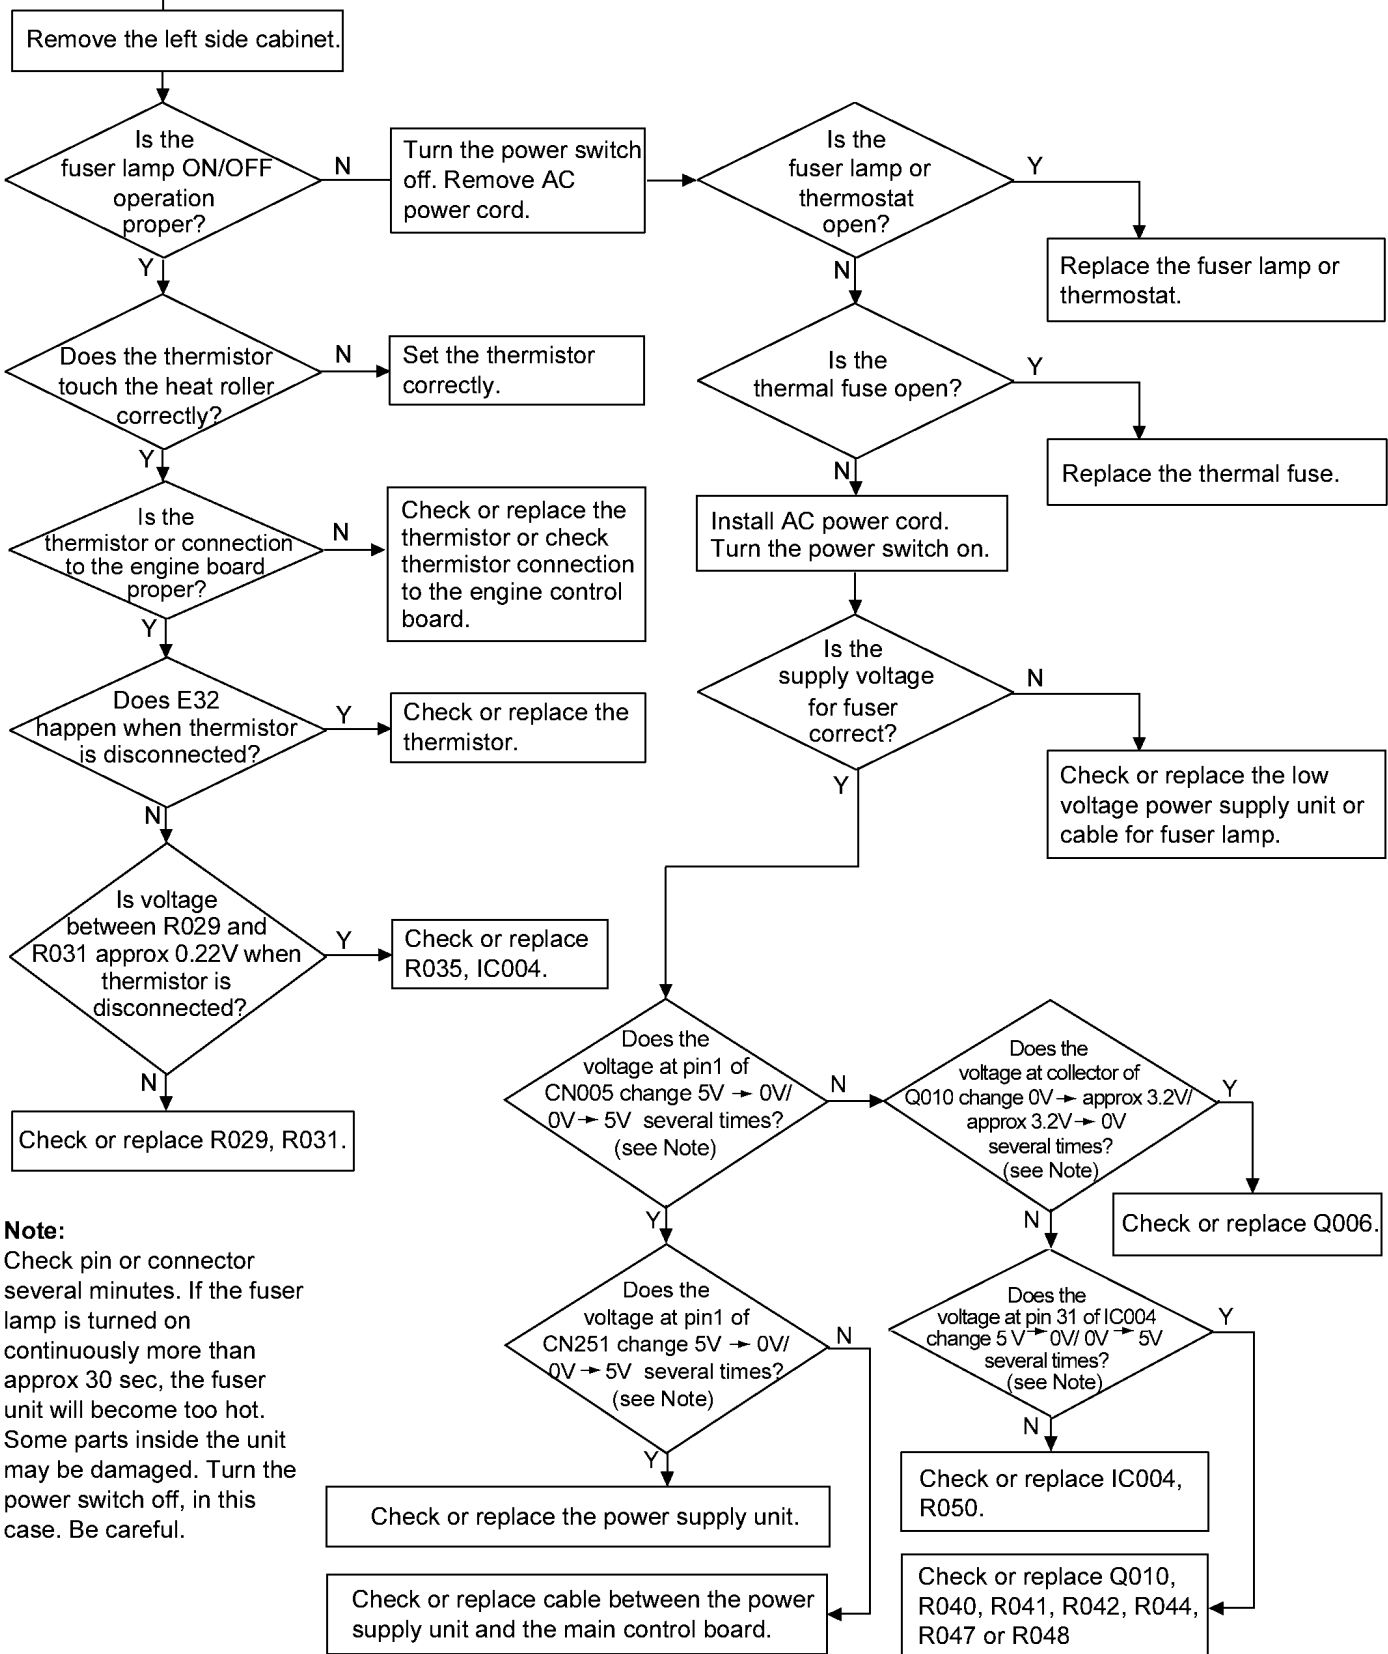 Remove the left side cabinet.
Is the
fuser lamp ON/OFF
operation
proper?
N
Y
Turn the power switch
off. Remove AC
power cord.
Is the
fuser lamp or
thermostat
open?
Y
N
Replace the fuser lamp or
thermostat.
Does the thermistor
touch the heat roller
correctly?
N
Y
Set the thermistor
correctly.
Is the
thermal fuse open?
Y
N
Replace the thermal fuse.
Is the
thermistor or connection
to the engine board
proper?
N
Y
Check or replace the
thermistor or check
thermistor connection
to the engine control
board.
Install AC power cord.
Turn the power switch on.
Is the
supply voltage
for fuser
correct?
N
Y
Check or replace the low
voltage power supply unit or
cable for fuser lamp.
Does E32
happen when thermistor
is disconnected?
Y
N
Check or replace the
thermistor.
Is voltage
between R029 and
R031 approx 0.22V when
thermistor is
disconnected?
Y
N
Check or replace
R035, IC004.
Check or replace R029, R031.
Does the
voltage at pin1 of
CN005 change 5V → 0V/
0V → 5V several times?
(see Note)
N
Y
Does the
voltage at collector of
Q010 change 0V → approx 3.2V/
approx 3.2V → 0V
several times?
(see Note)
Y
N
Check or replace Q006.
Does the
voltage at pin1 of
CN251 change 5V → 0V/
0V → 5V several times?
(see Note)
N
Y
Does the
voltage at pin 31 of IC004
change 5 V → 0V/ 0V → 5V
several times?
(see Note)
Y
N
Check or replace the power supply unit.
Check or replace cable between the power
supply unit and the main control board.
Check or replace IC004,
R050.
Check or replace Q010,
R040, R041, R042, R044,
R047 or R048
Note:
Check pin or connector
several minutes. If the fuser
lamp is turned on
continuously more than
approx 30 sec, the fuser
unit will become too hot.
Some parts inside the unit
may be damaged. Turn the
power switch off, in this
case. Be careful.